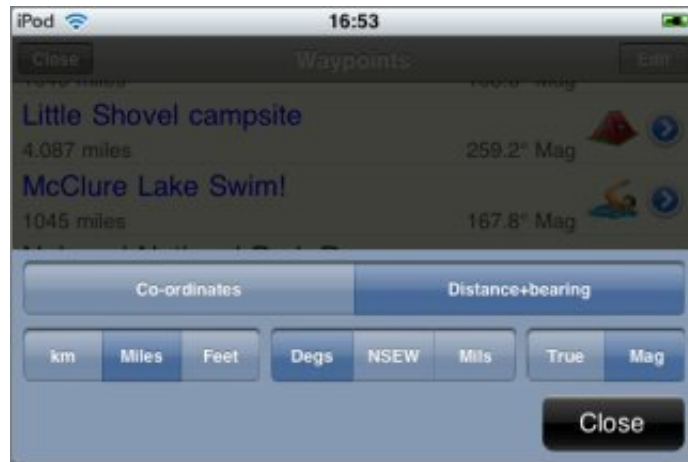 iPod 16:53
Close Waypoints Edit
Little Shovel campsite
4.087 miles 259.2° Mag
McClure Lake Swim!
1045 miles 167.8° Mag
Co-ordinates Distance+bearing
km Miles Feet Degs NSEW Mils True Mag
Close